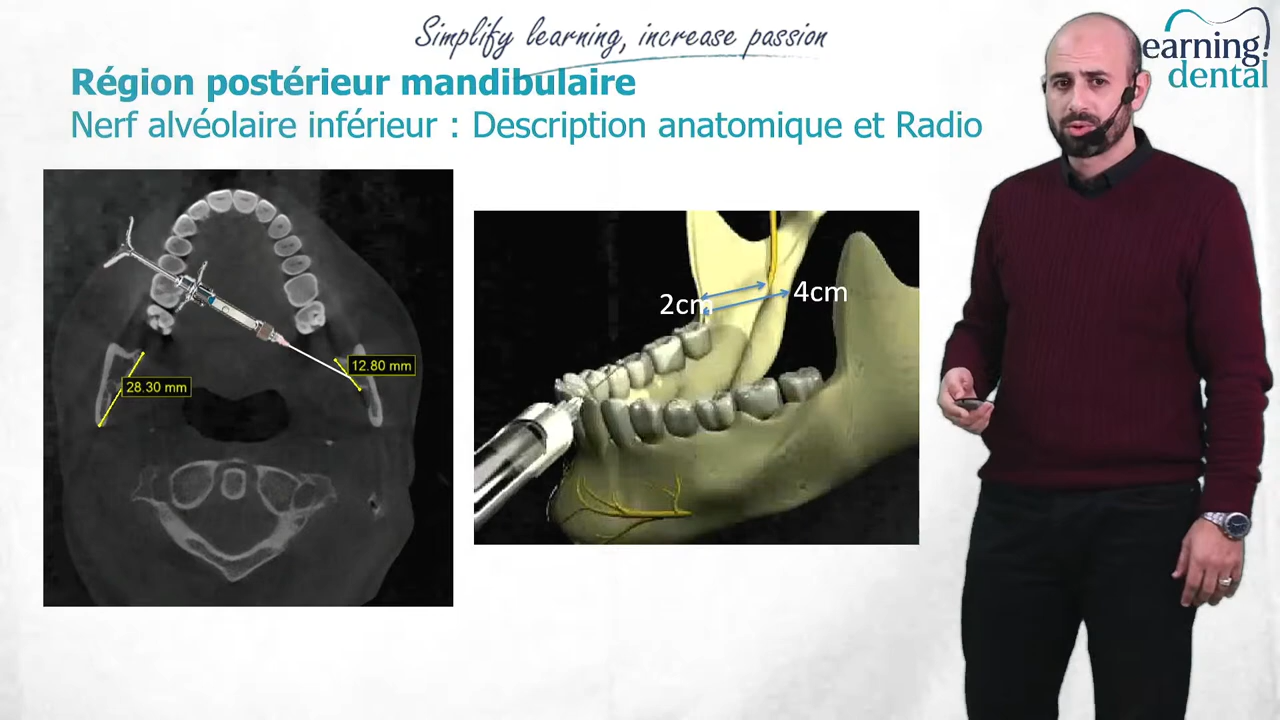 Simplify learning, increase passion
earning!
dental
Région postérieur mandibulaire
Nerf alvéolaire inférieur : Description anatomique et Radio
28.30 mm
12.80 mm
2cm
4cm